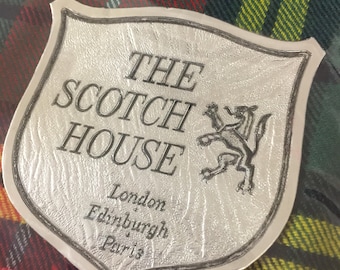 THE
SCOTCH
HOUSE
London
Edinburgh
Paris